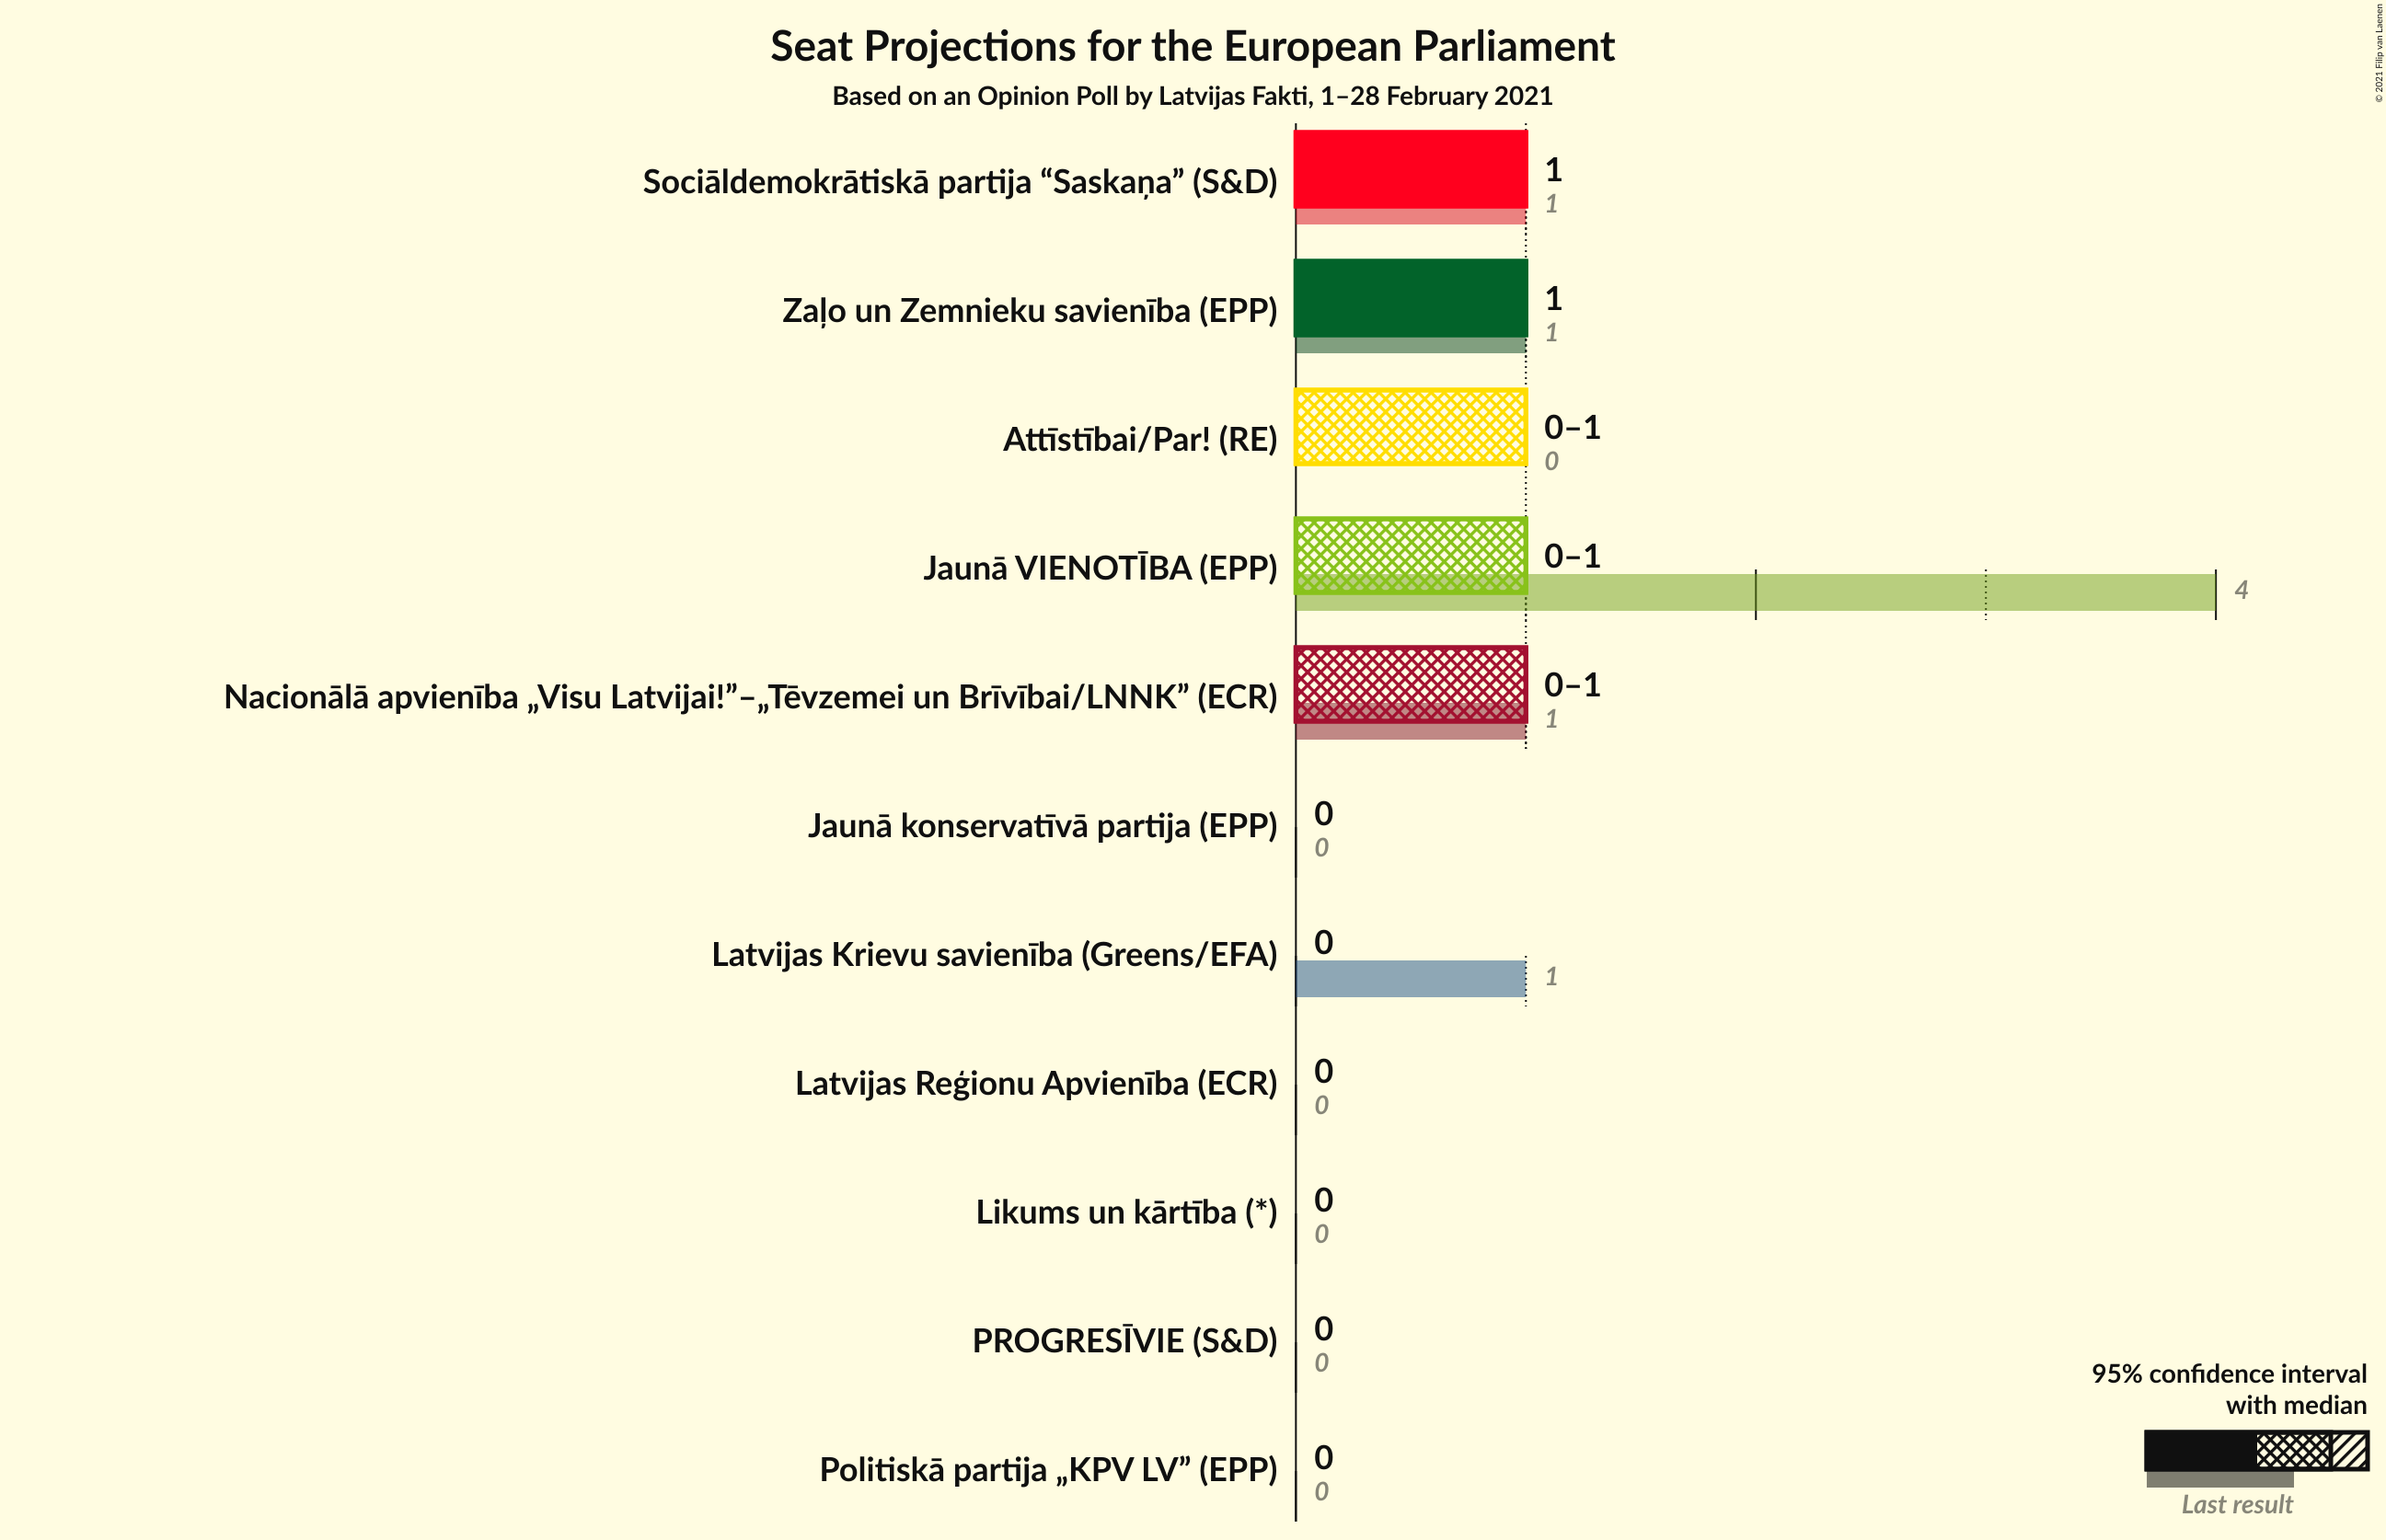 Seat Projections for the European Parliament
Based on an Opinion Poll by Latvijas Fakti, 1–28 February 2021
© 2021 Filip van Laenen
Sociāldemokrātiskā partija “Saskaņa” (S&D)
1
1
Zaļo un Zemnieku savienība (EPP)
1
1
Attīstībai/Par! (RE)
0–1
0
Jaunā VIENOTĪBA (EPP)
0–1
4
Nacionālā apvienība „Visu Latvijai!”–„Tēvzemei un Brīvībai/LNNK” (ECR)
0–1
1
Jaunā konservatīvā partija (EPP)
0
0
Latvijas Krievu savienība (Greens/EFA)
0
1
Latvijas Reģionu Apvienība (ECR)
0
0
Likums un kārtība (*)
0
0
PROGRESĪVIE (S&D)
0
0
Politiskā partija „KPV LV” (EPP)
0
0
95% confidence interval
with median
Last result